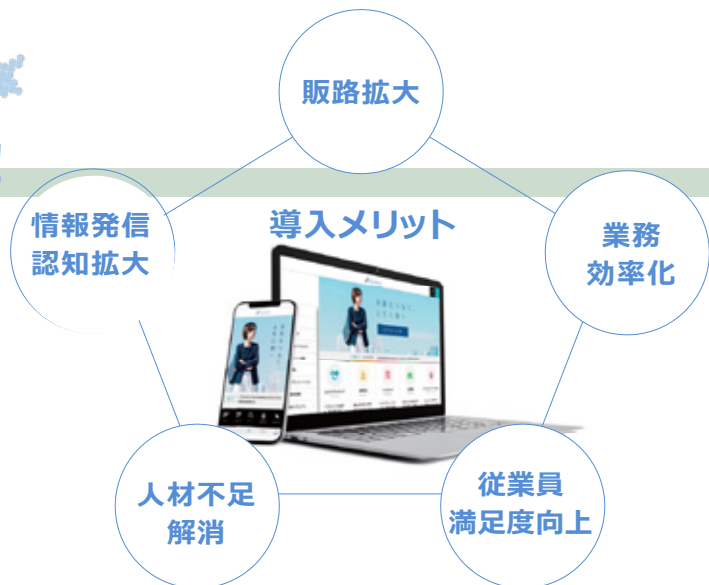 販路拡大
情報発信
認知拡大
導入メリット
業務
効率化
人材不足
解消
従業員
満足度向上